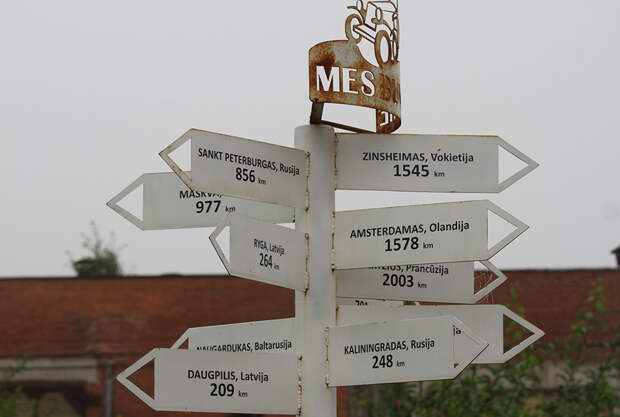 MES
SANKT PETERBURGAS, Rusija
856 km
ZINSHEIMAS, Vokietija
1545 km
977 km
AMSTERDAMAS, Olandija
1578 km
RYGA, Latvija
264 km
Prancūzija
2003 km
NAUGARDUKAS, Baltarusija
KALININGRADAS, Rusija
248 km
DAUGPILIS, Latvija
209 km